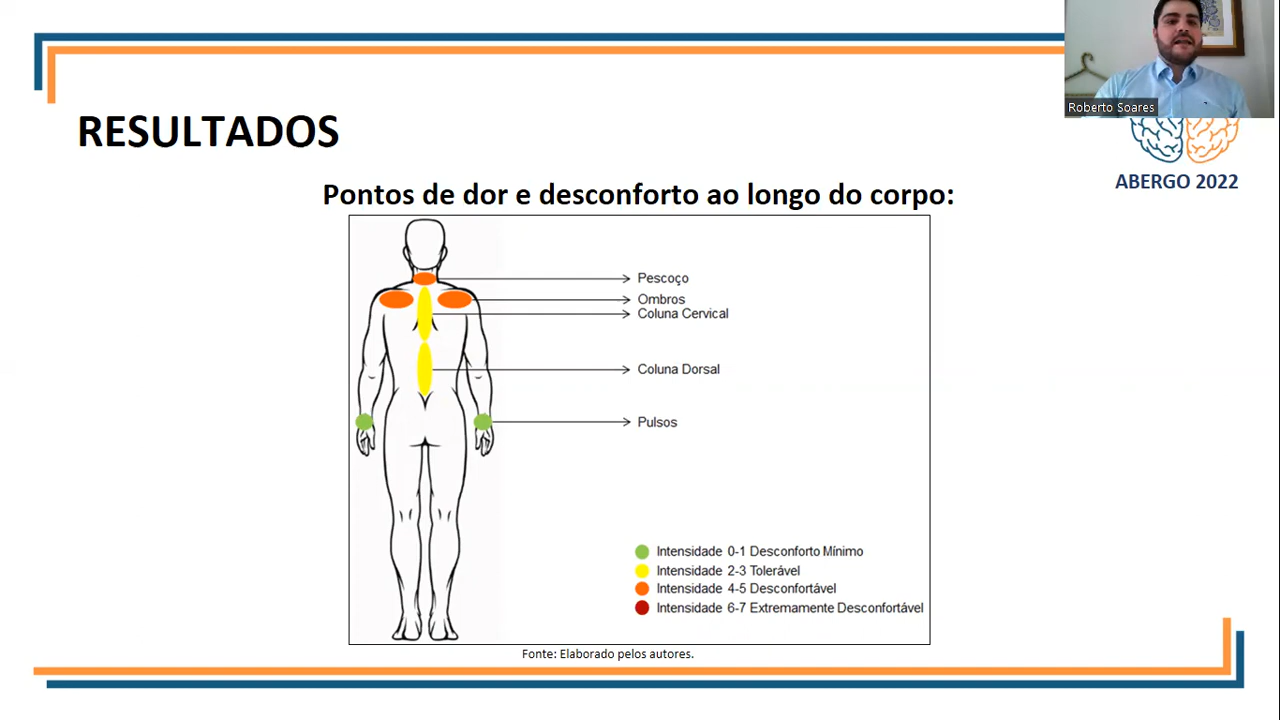 Roberto Soares
RESULTADOS
ABERGO 2022
Pontos de dor e desconforto ao longo do corpo:
Pescoço
Ombros
Coluna Cervical
Coluna Dorsal
Pulsos
Intensidade 0-1 Desconforto Mínimo
Intensidade 2-3 Tolerável
Intensidade 4-5 Desconfortável
Intensidade 6-7 Extremamente Desconfortável
Fonte: Elaborado pelos autores.